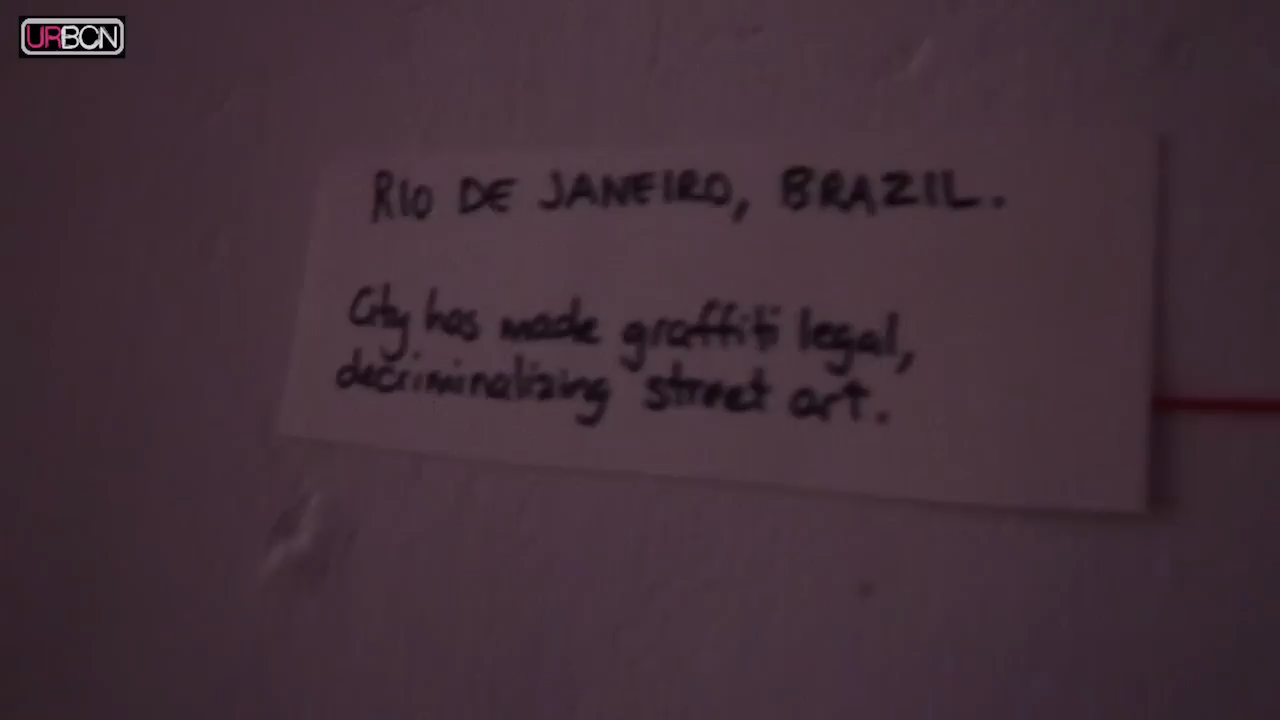 URBCN
RIO DE JANEIRO, BRAZIL.
City has made graffiti legal,
decriminalizing street art.